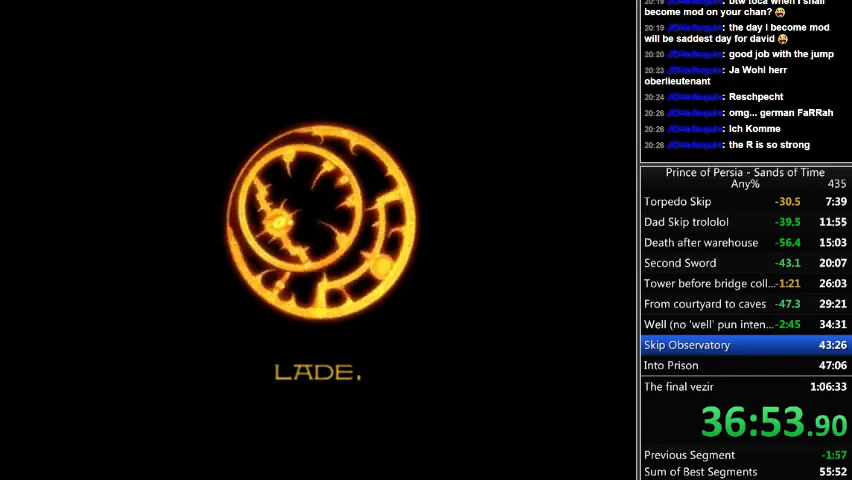 LADE.
20:19 : btw toca when I shall
become mod on your chan?
20:19 : the day I become mod
will be saddest day for david
20:20 : good job with the jump
20:23 : Ja Wohl herr
oberlieutenant
20:24 : Reschpecht
20:26 : omg... german FaRRah
20:26 : Ich Komme
20:26 : the R is so strong
Prince of Persia - Sands of Time
Any% 435
Torpedo Skip -30.5 7:39
Dad Skip trololol -39.5 11:55
Death after warehouse -56.4 15:03
Second Sword -43.1 20:07
Tower before bridge coll... -1:21 26:03
From courtyard to caves -47.3 29:21
Well (no 'well' pun inten... -2:45 34:31
Skip Observatory 43:26
Into Prison 47:06
The final vezir 1:06:33
36:53.90
Previous Segment -1:57
Sum of Best Segments 55:52